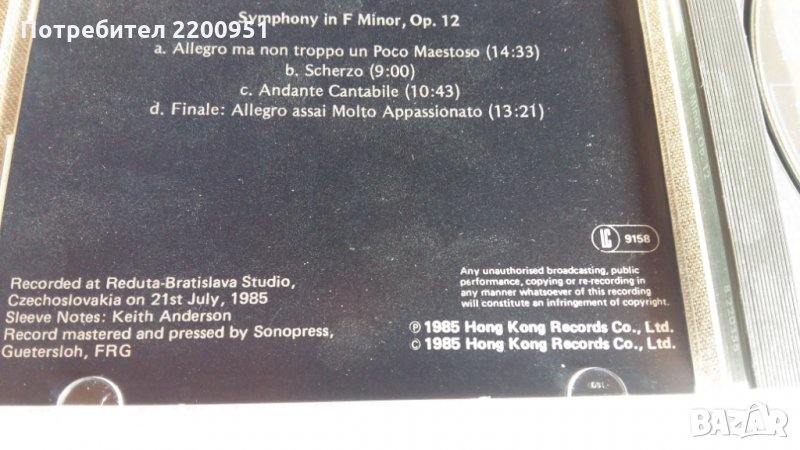 Потребител 2200951
Symphony in F Minor, Op. 12
a. Allegro ma non troppo un Poco Maestoso (14:33)
b. Scherzo (9:00)
c. Andante Cantabile (10:43)
d. Finale: Allegro assai Molto Appassionato (13:21)
LC 9158
Recorded at Reduta-Bratislava Studio,
Czechoslovakia on 21st July, 1985
Sleeve Notes: Keith Anderson
Record mastered and pressed by Sonopress,
Guetersloh, FRG
Any unauthorised broadcasting, public
performance, copying or re-recording in
any manner whatsoever of this recording
will constitute an infringement of copyright.
℗ 1985 Hong Kong Records Co., Ltd.
© 1985 Hong Kong Records Co., Ltd.
F Minor Op. 12
BAZAR